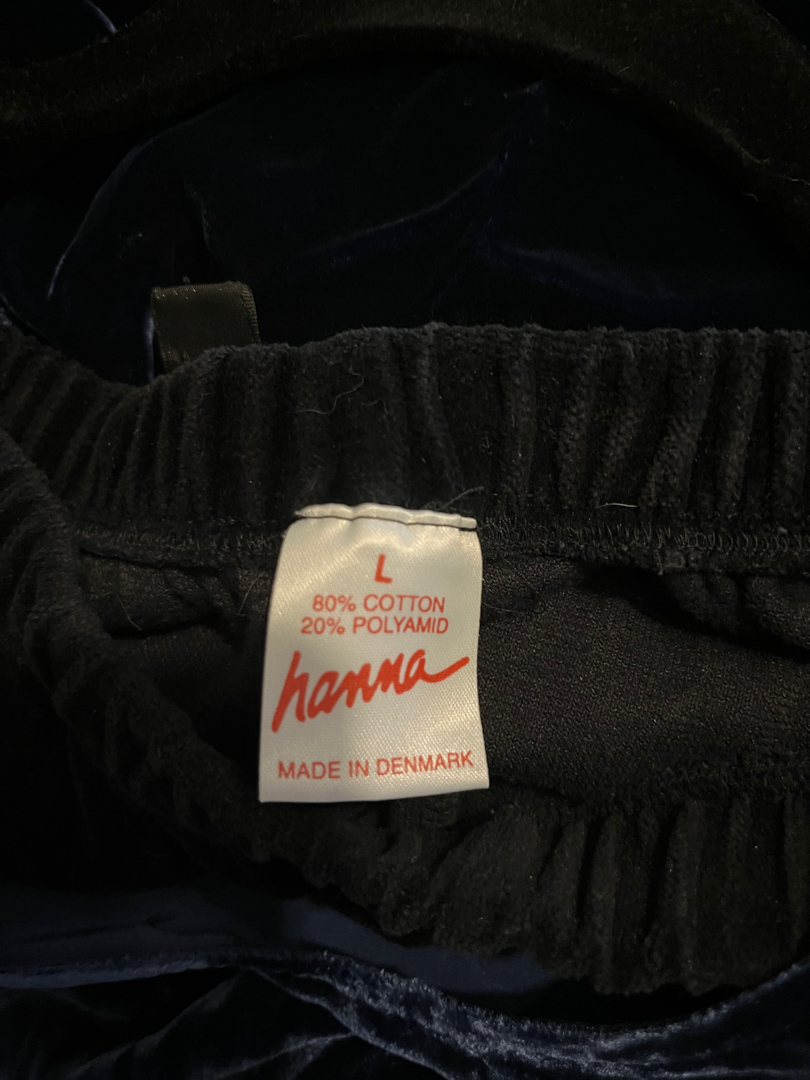 L
80% COTTON
20% POLYAMID
hanna
MADE IN DENMARK